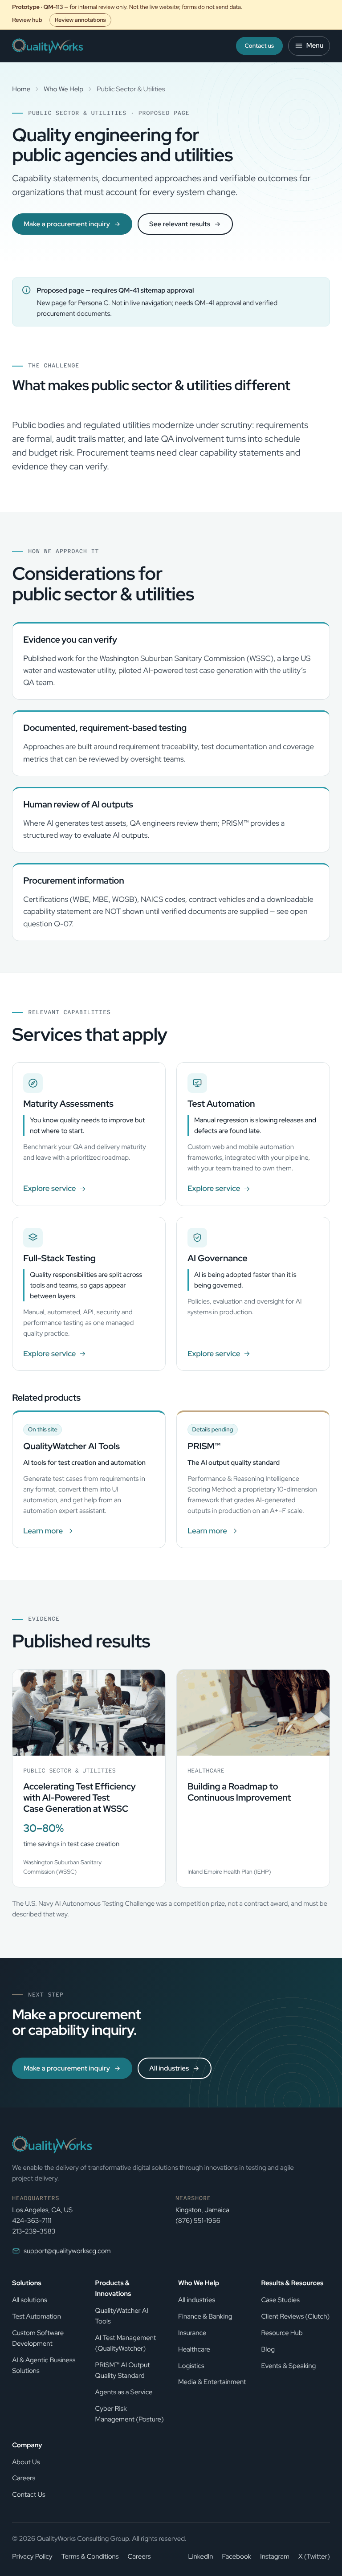 Prototype · QM-113 — for internal review only. Not the live website; forms do not send data.
Review hub
Review annotations
QualityWorks
Contact us
Menu
Home > Who We Help > Public Sector & Utilities
PUBLIC SECTOR & UTILITIES · PROPOSED PAGE
Quality engineering for
public agencies and utilities
Capability statements, documented approaches and verifiable outcomes for
organizations that must account for every system change.
Make a procurement inquiry →
See relevant results →
Proposed page — requires QM-41 sitemap approval
New page for Persona C. Not in live navigation; needs QM-41 approval and verified
procurement documents.
THE CHALLENGE
What makes public sector & utilities different
Public bodies and regulated utilities modernize under scrutiny: requirements
are formal, audit trails matter, and late QA involvement turns into schedule
and budget risk. Procurement teams need clear capability statements and
evidence they can verify.
HOW WE APPROACH IT
Considerations for
public sector & utilities
Evidence you can verify
Published work for the Washington Suburban Sanitary Commission (WSSC), a large US
water and wastewater utility, piloted AI-powered test case generation with the utility's
QA team.
Documented, requirement-based testing
Approaches are built around requirement traceability, test documentation and coverage
metrics that can be reviewed by oversight teams.
Human review of AI outputs
Where AI generates test assets, QA engineers review them; PRISM™ provides a
structured way to evaluate AI outputs.
Procurement information
Certifications (WBE, MBE, WOSB), NAICS codes, contract vehicles and a downloadable
capability statement are NOT shown until verified documents are supplied — see open
question Q-07.
RELEVANT CAPABILITIES
Services that apply
Maturity Assessments
You know quality needs to improve but
not where to start.
Benchmark your QA and delivery maturity
and leave with a prioritized roadmap.
Explore service →
Test Automation
Manual regression is slowing releases and
defects are found late.
Custom web and mobile automation
frameworks, integrated with your pipeline,
with your team trained to own them.
Explore service →
Full-Stack Testing
Quality responsibilities are split across
tools and teams, so gaps appear
between layers.
Manual, automated, API, security and
performance testing as one managed
quality practice.
Explore service →
AI Governance
AI is being adopted faster than it is
being governed.
Policies, evaluation and oversight for AI
systems in production.
Explore service →
Related products
On this site
QualityWatcher AI Tools
AI tools for test creation and automation
Generate test cases from requirements in
any format, convert them into UI
automation, and get help from an
automation expert assistant.
Learn more →
Details pending
PRISM™
The AI output quality standard
Performance & Reasoning Intelligence
Scoring Method: a proprietary 10-dimension
framework that grades AI-generated
outputs in production on an A+–F scale.
Learn more →
EVIDENCE
Published results
PUBLIC SECTOR & UTILITIES
Accelerating Test Efficiency
with AI-Powered Test
Case Generation at WSSC
30–80%
time savings in test case creation
Washington Suburban Sanitary
Commission (WSSC)
HEALTHCARE
Building a Roadmap to
Continuous Improvement
Inland Empire Health Plan (IEHP)
The U.S. Navy AI Autonomous Testing Challenge was a competition prize, not a contract award, and must be
described that way.
NEXT STEP
Make a procurement
or capability inquiry.
Make a procurement inquiry →
All industries →
QualityWorks
We enable the delivery of transformative digital solutions through innovations in testing and agile
project delivery.
HEADQUARTERS
Los Angeles, CA, US
424-363-7111
213-239-3583
NEARSHORE
Kingston, Jamaica
(876) 551-1956
support@qualityworkscg.com
Solutions
All solutions
Test Automation
Custom Software
Development
AI & Agentic Business
Solutions
Products &
Innovations
QualityWatcher AI
Tools
AI Test Management
(QualityWatcher)
PRISM™ AI Output
Quality Standard
Agents as a Service
Cyber Risk
Management (Posture)
Who We Help
All industries
Finance & Banking
Insurance
Healthcare
Logistics
Media & Entertainment
Results & Resources
Case Studies
Client Reviews (Clutch)
Resource Hub
Blog
Events & Speaking
Company
About Us
Careers
Contact Us
© 2026 QualityWorks Consulting Group. All rights reserved.
Privacy Policy Terms & Conditions Careers
LinkedIn Facebook Instagram X (Twitter)